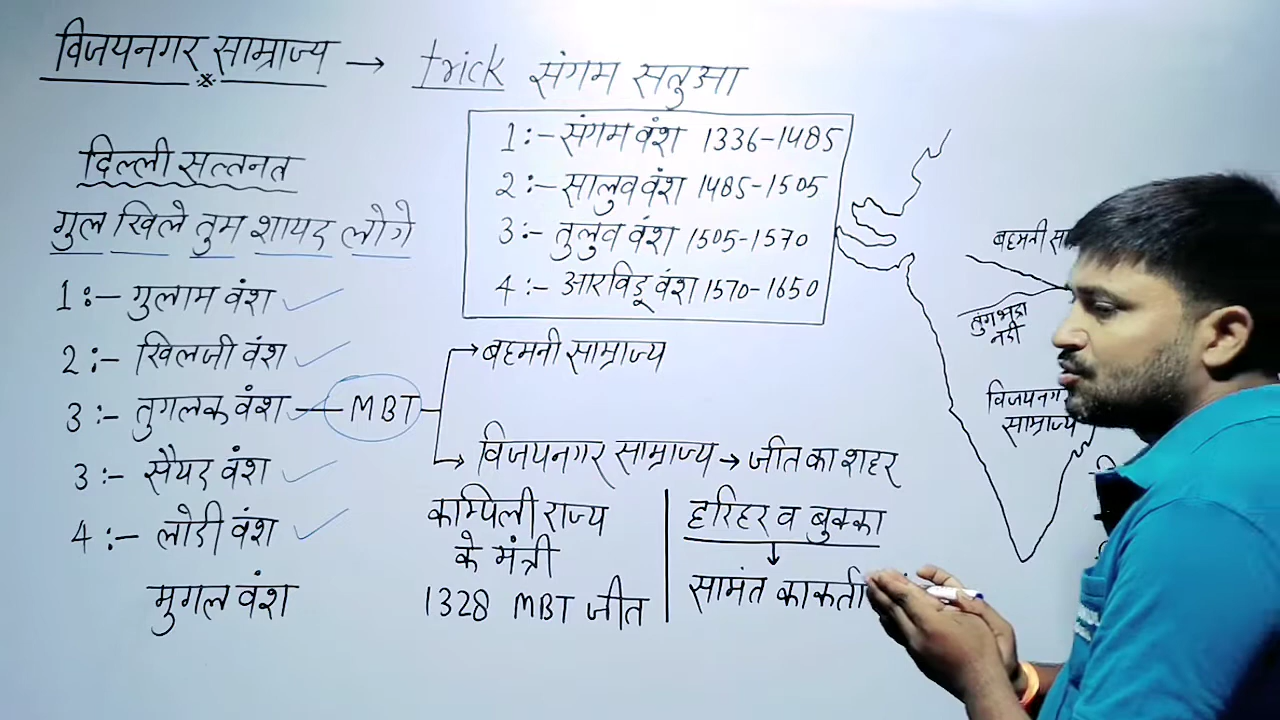 विजयनगर साम्राज्य → trick संगम सतुआ
1:- संगम वंश 1336-1485
2:- सालुव वंश 1485-1505
3:- तुलुव वंश 1505-1570
4:- आरविडू वंश 1570-1650
दिल्ली सल्तनत
गुल खिले तुम शायद लोगे
1:- गुलाम वंश
2:- खिलजी वंश
3:- तुगलक वंश — MBT
3:- सैयद वंश
4:- लोदी वंश
मुगल वंश
→ बहमनी साम्राज्य
→ विजयनगर साम्राज्य → जीत का शहर
काम्पिली राज्य
के मंत्री
1328 MBT जीत
हरिहर व बुक्का
सामंत काकती
बहमनी
तुंगभद्रा
नदी
विजयनगर
साम्राज्य